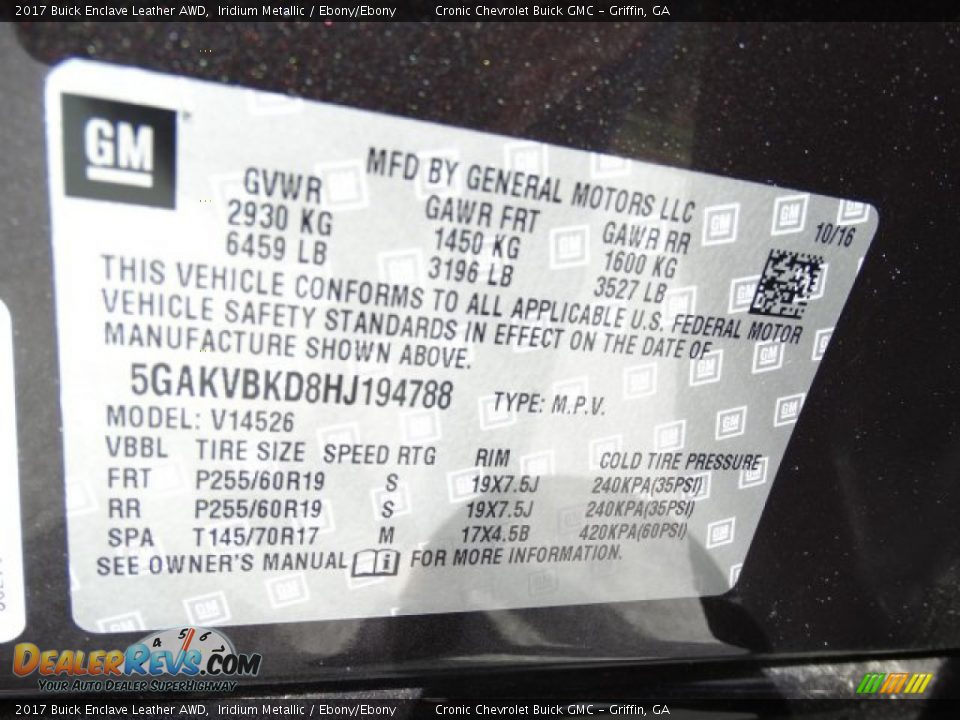 2017 Buick Enclave Leather AWD, Iridium Metallic / Ebony/Ebony Cronic Chevrolet Buick GMC - Griffin, GA
GM
MFD BY GENERAL MOTORS LLC
GVWR GAWR FRT GAWR RR 10/16
2930 KG 1450 KG 1600 KG
6459 LB 3196 LB 3527 LB
THIS VEHICLE CONFORMS TO ALL APPLICABLE U.S. FEDERAL MOTOR
VEHICLE SAFETY STANDARDS IN EFFECT ON THE DATE OF
MANUFACTURE SHOWN ABOVE.
5GAKVBKD8HJ194788 TYPE: M.P.V.
MODEL: V14526
VBBL TIRE SIZE SPEED RTG RIM COLD TIRE PRESSURE
FRT P255/60R19 S 19X7.5J 240KPA(35PSI)
RR P255/60R19 S 19X7.5J 240KPA(35PSI)
SPA T145/70R17 M 17X4.5B 420KPA(60PSI)
SEE OWNER'S MANUAL FOR MORE INFORMATION.
4 5 6
DEALERREVS.COM
Your Auto Dealer SuperHighway
2017 Buick Enclave Leather AWD, Iridium Metallic / Ebony/Ebony Cronic Chevrolet Buick GMC - Griffin, GA